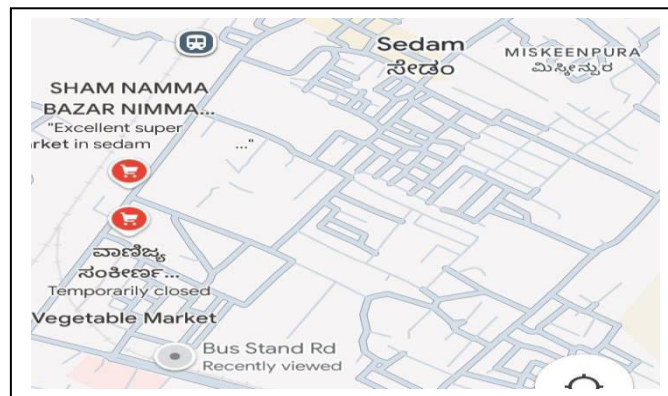 Sedam
ಸೇಡಂ
MISKEENPURA
ಮಿಸ್ಕೀನ್ಪುರ
SHAM NAMMA
BAZAR NIMMA...
"Excellent super
rket in sedam ..."
ವಾಣಿಜ್ಯ
ಸಂಕೀರ್ಣ...
Temporarily closed
Vegetable Market
Bus Stand Rd
Recently viewed